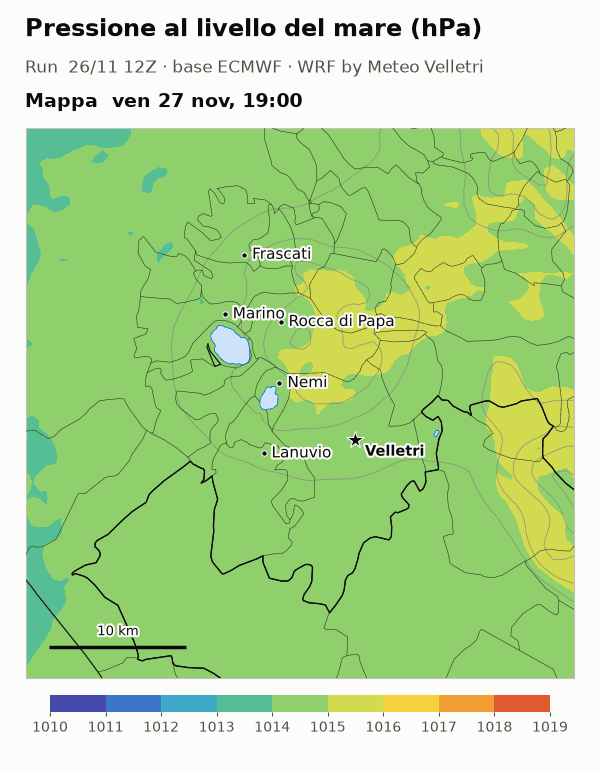 Pressione al livello del mare (hPa)
Run  26/11 12Z · base ECMWF · WRF by Meteo Velletri
Mappa  ven 27 nov, 19:00
Frascati
Marino
Rocca di Papa
Nemi
Velletri
Lanuvio
10 km
1010 1011 1012 1013 1014 1015 1016 1017 1018 1019